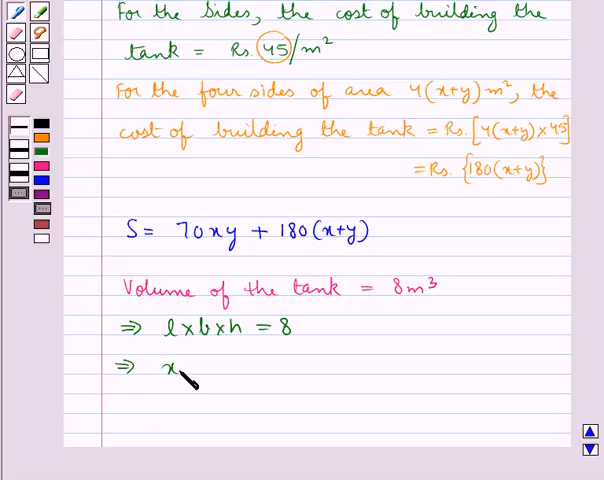 For the Sides, the cost of building the
tank = Rs. 45/m²
For the four sides of area 4(x+y)m², the
cost of building the tank = Rs. [4(x+y)×45]
= Rs. {180(x+y)}
S = 70xy + 180(x+y)
Volume of the tank = 8m³
⇒ l×b×h = 8
⇒ x